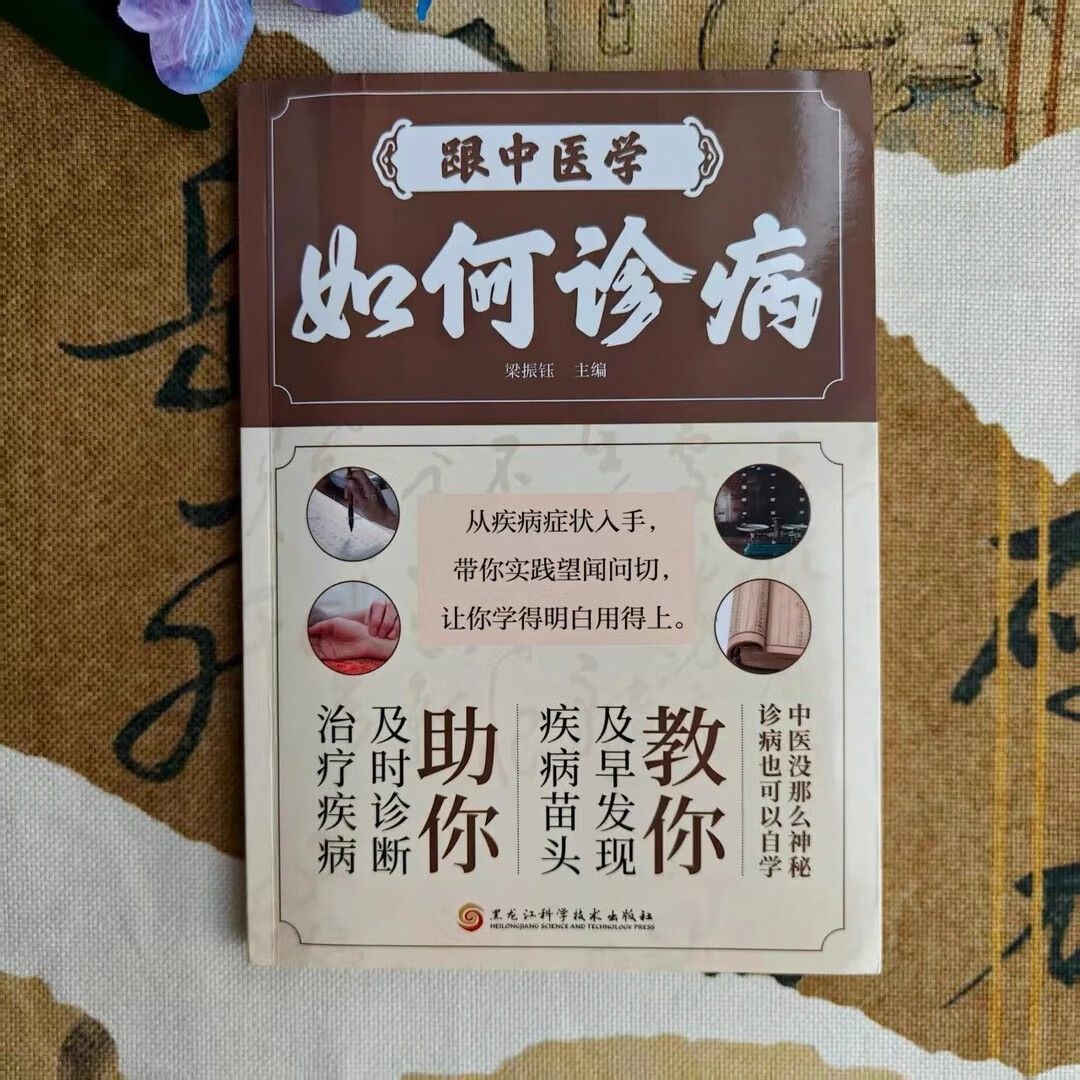 跟中医学
如何诊病
梁振钰 主编
从疾病症状入手，
带你实践望闻问切，
让你学得明白用得上。
中医没那么神秘
诊病也可以自学
教你
及早发现
疾病苗头
助你
及时诊断
治疗疾病
黑龙江科学技术出版社
HEILONGJIANG SCIENCE AND TECHNOLOGY PRESS